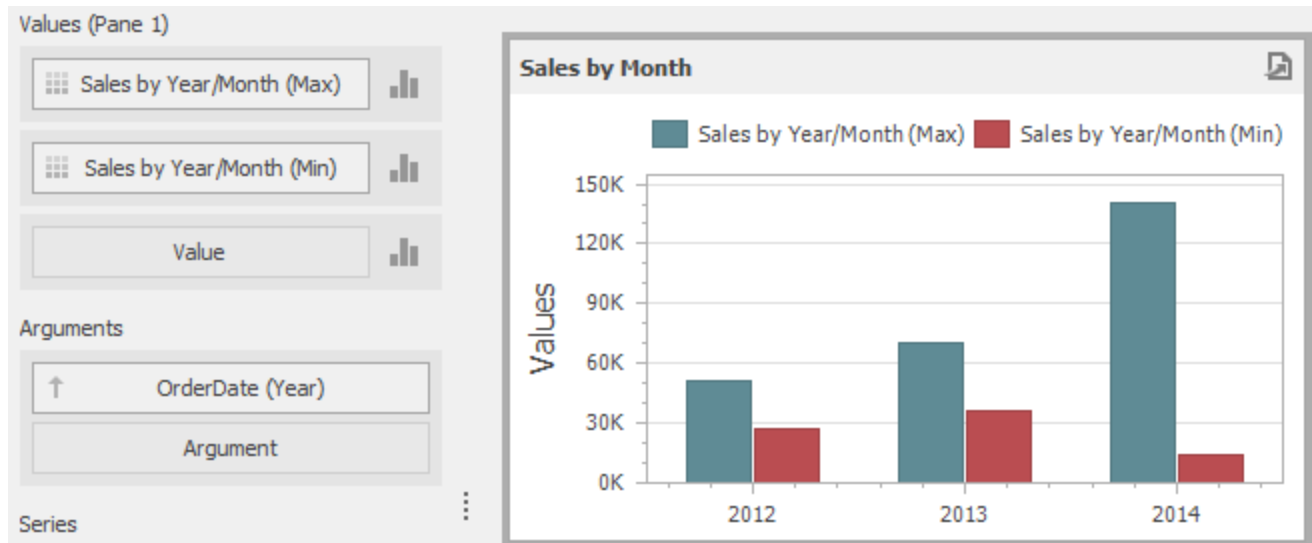 Values (Pane 1)
Sales by Year/Month (Max)
Sales by Year/Month (Min)
Value
Arguments
OrderDate (Year)
Argument
Series
Sales by Month
Sales by Year/Month (Max) Sales by Year/Month (Min)
Values
150K
120K
90K
60K
30K
0K
2012 2013 2014